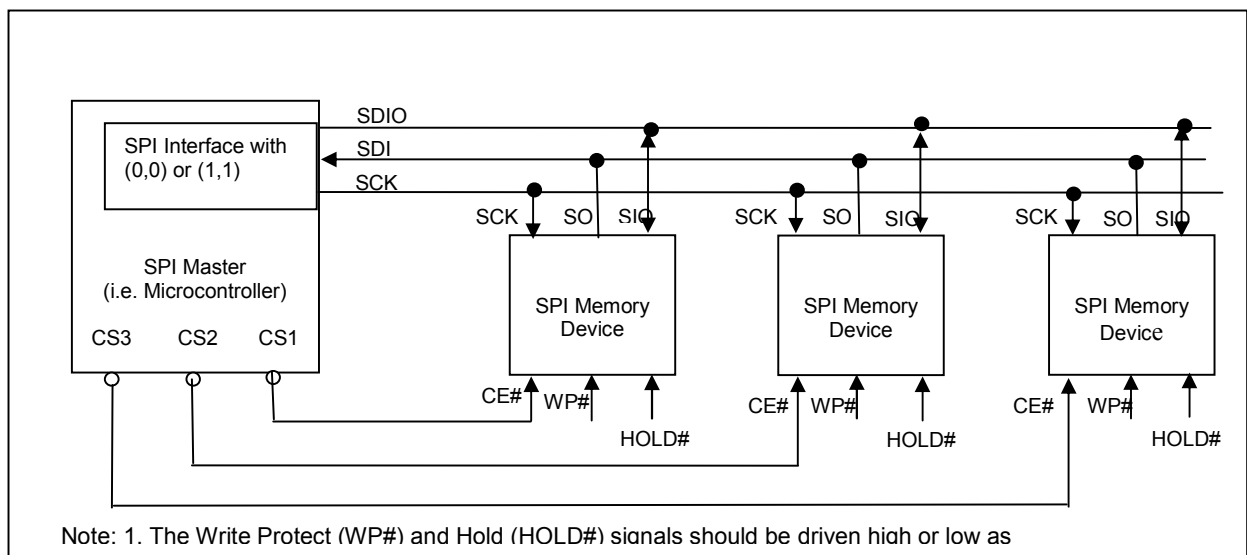 SDIO
SPI Interface with
(0,0) or (1,1)
SDI
SCK
SCK SO SIO
SCK SO SIO
SCK SO SIO
SPI Master
(i.e. Microcontroller)
SPI Memory
Device
SPI Memory
Device
SPI Memory
Device
CS3 CS2 CS1
CE# WP#
HOLD#
CE# WP#
HOLD#
CE# WP#
HOLD#
Note: 1. The Write Protect (WP#) and Hold (HOLD#) signals should be driven high or low as